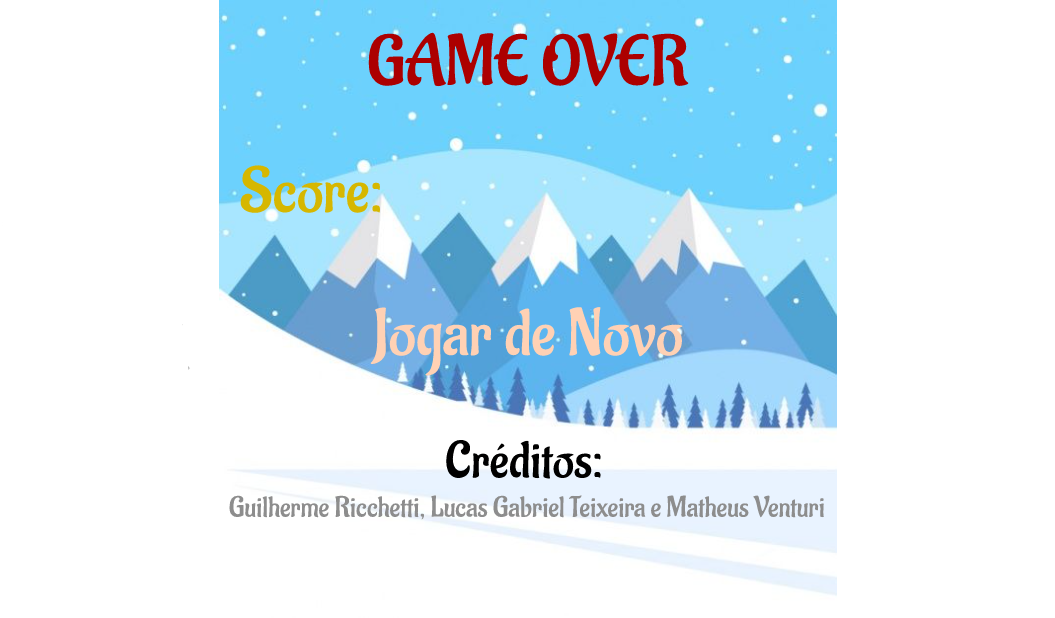 GAME OVER
Score:
Jogar de Novo
Créditos:
Guilherme Ricchetti, Lucas Gabriel Teixeira e Matheus Venturi